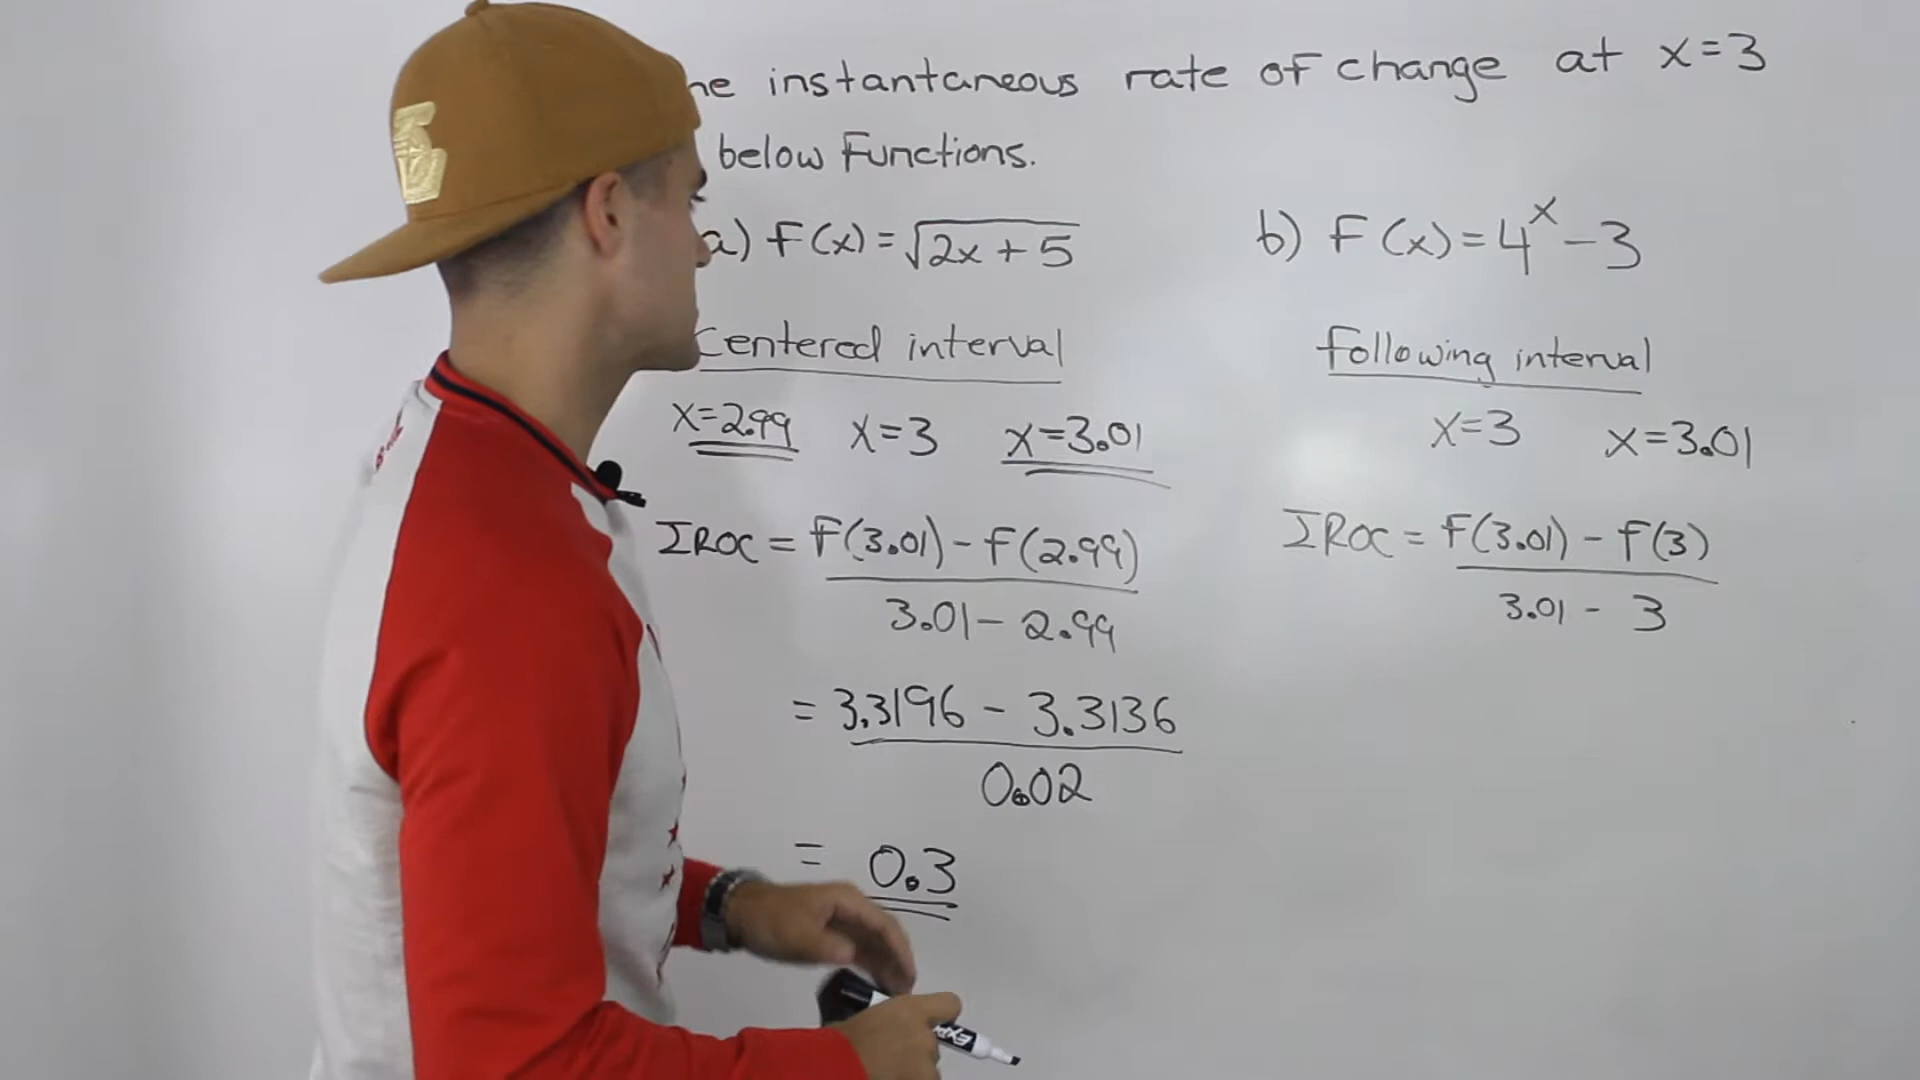 he instantaneous rate of change at x=3
below Functions.
a) f(x) = √2x + 5
b) F(x) = 4^x - 3
Centered interval
following interval
x=2.99 x=3 x=3.01
x=3 x=3.01
IROC = F(3.01) - f(2.99)
3.01 - 2.99
IROC = F(3.01) - f(3)
3.01 - 3
= 3.3196 - 3.3136
0.02
= 0.3
Expo